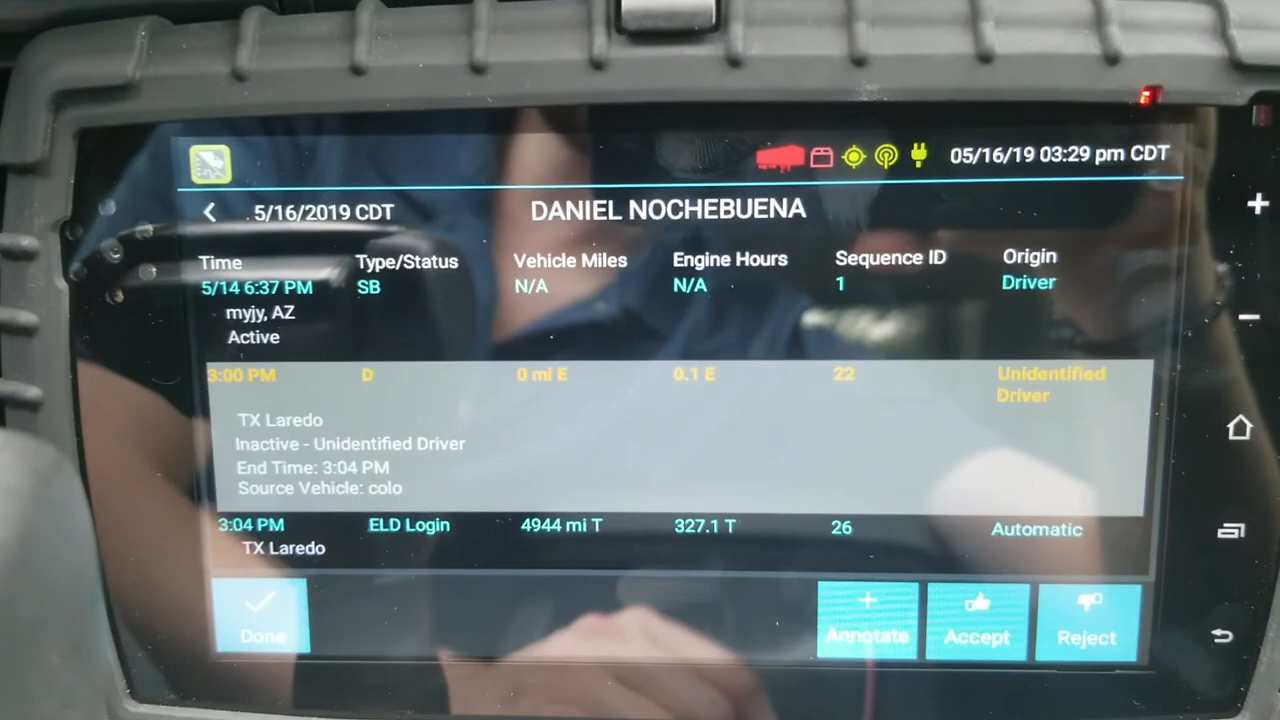 05/16/19 03:29 pm CDT
5/16/2019 CDT DANIEL NOCHEBUENA
Time Type/Status Vehicle Miles Engine Hours Sequence ID Origin
5/14 6:37 PM SB N/A N/A 1 Driver
myjy, AZ
Active
3:00 PM D 0 mi E 0.1 E 22 Unidentified
Driver
TX Laredo
Inactive - Unidentified Driver
End Time: 3:04 PM
Source Vehicle: colo
3:04 PM ELD Login 4944 mi T 327.1 T 26 Automatic
TX Laredo
Done Annotate Accept Reject